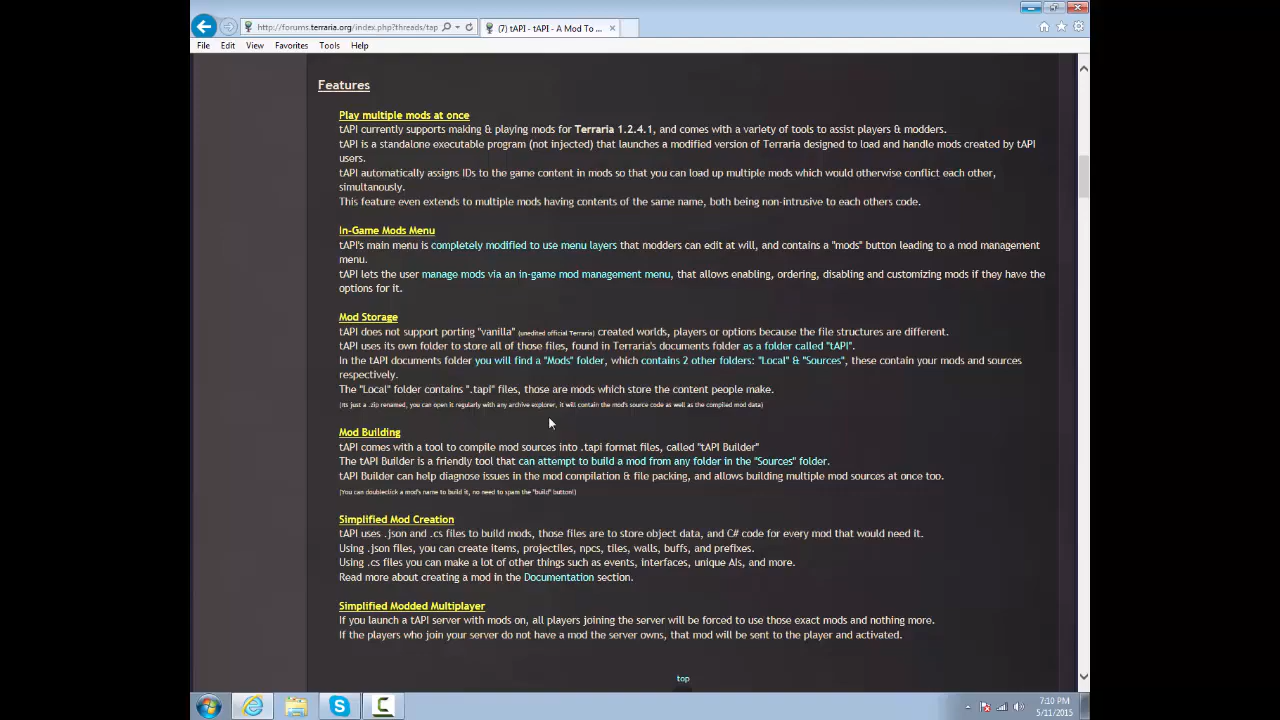 http://forums.terraria.org/index.php?threads/tap
(7) tAPI - tAPI - A Mod To ...
File Edit View Favorites Tools Help
Features
Play multiple mods at once
tAPI currently supports making & playing mods for Terraria 1.2.4.1, and comes with a variety of tools to assist players & modders.
tAPI is a standalone executable program (not injected) that launches a modified version of Terraria designed to load and handle mods created by tAPI
users.
tAPI automatically assigns IDs to the game content in mods so that you can load up multiple mods which would otherwise conflict each other,
simultaneously.
This feature even extends to multiple mods having contents of the same name, both being non-intrusive to each others code.
In-Game Mods Menu
tAPI's main menu is completely modified to use menu layers that modders can edit at will, and contains a "mods" button leading to a mod management
menu.
tAPI lets the user manage mods via an in-game mod management menu, that allows enabling, ordering, disabling and customizing mods if they have the
options for it.
Mod Storage
tAPI does not support porting "vanilla" (unedited official Terraria) created worlds, players or options because the file structures are different.
tAPI uses its own folder to store all of those files, found in Terraria's documents folder as a folder called "tAPI".
In the tAPI documents folder you will find a "Mods" folder, which contains 2 other folders: "Local" & "Sources", these contain your mods and sources
respectively.
The "Local" folder contains ".tapi" files, those are mods which store the content people make.
(Its just a .zip renamed, you can open it regularly with any archive explorer, it will contain the mod's source code as well as the compiled mod data)
Mod Building
tAPI comes with a tool to compile mod sources into .tapi format files, called "tAPI Builder"
The tAPI Builder is a friendly tool that can attempt to build a mod from any folder in the "Sources" folder.
tAPI Builder can help diagnose issues in the mod compilation & file packing, and allows building multiple mod sources at once too.
(You can doubleclick a mod's name to build it, no need to spam the "build" button!)
Simplified Mod Creation
tAPI uses .json and .cs files to build mods, those files are to store object data, and C# code for every mod that would need it.
Using .json files, you can create items, projectiles, npcs, tiles, walls, buffs, and prefixes.
Using .cs files you can make a lot of other things such as events, interfaces, unique AIs, and more.
Read more about creating a mod in the Documentation section.
Simplified Modded Multiplayer
If you launch a tAPI server with mods on, all players joining the server will be forced to use those exact mods and nothing more.
If the players who join your server do not have a mod the server owns, that mod will be sent to the player and activated.
top
7:10 PM
5/11/2015